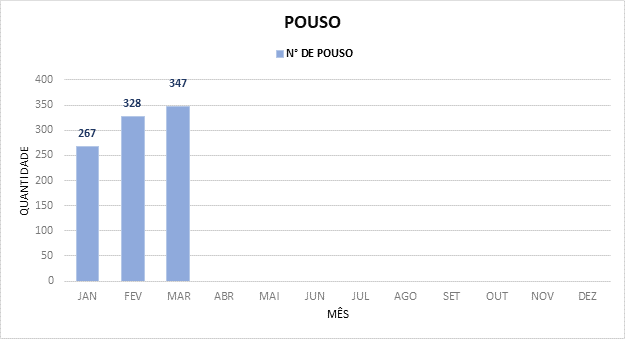 POUSO
N° DE POUSO
QUANTIDADE
400
350
300
250
200
150
100
50
0
267
328
347
JAN FEV MAR ABR MAI JUN JUL AGO SET OUT NOV DEZ
MÊS